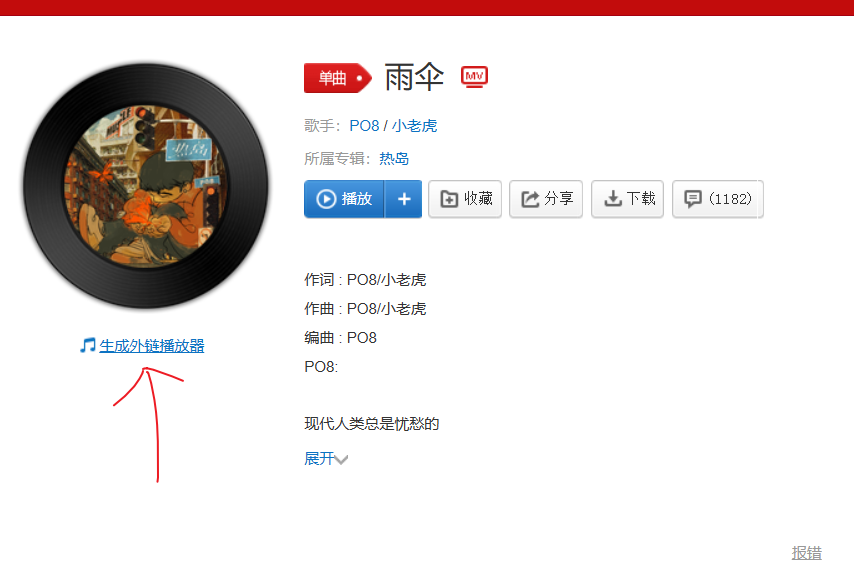 单曲 雨伞 MV
歌手：PO8 / 小老虎
所属专辑：热岛
播放 + 收藏 分享 下载 (1182)
作词 : PO8/小老虎
作曲 : PO8/小老虎
编曲 : PO8
PO8:
生成外链播放器
现代人类总是忧愁的
展开
报错